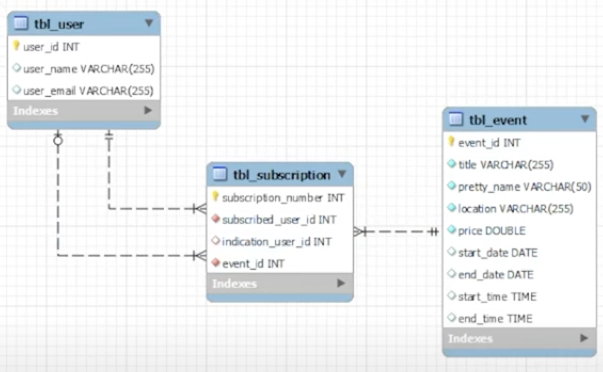 tbl_user
user_id INT
user_name VARCHAR(255)
user_email VARCHAR(255)
Indexes
tbl_subscription
subscription_number INT
subscribed_user_id INT
indication_user_id INT
event_id INT
Indexes
tbl_event
event_id INT
title VARCHAR(255)
pretty_name VARCHAR(50)
location VARCHAR(255)
price DOUBLE
start_date DATE
end_date DATE
start_time TIME
end_time TIME
Indexes